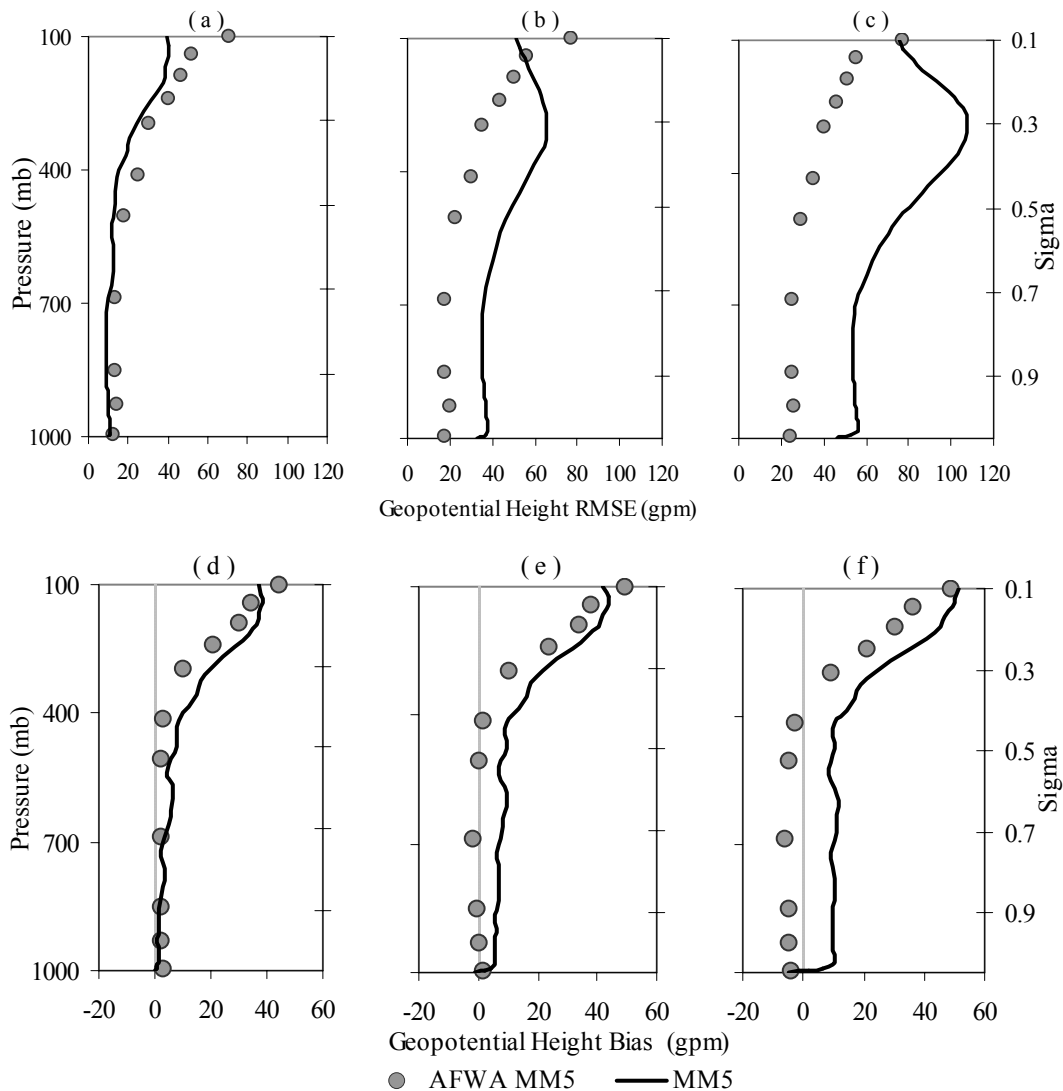 ( a )
( b )
( c )
100
400
700
1000
Pressure (mb)
0.1
0.3
0.5
0.7
0.9
Sigma
0 20 40 60 80 100 120
0 20 40 60 80 100 120
0 20 40 60 80 100 120
Geopotential Height RMSE (gpm)
( d )
( e )
( f )
100
400
700
1000
Pressure (mb)
0.1
0.3
0.5
0.7
0.9
Sigma
-20 0 20 40 60
-20 0 20 40 60
-20 0 20 40 60
Geopotential Height Bias (gpm)
AFWA MM5 MM5